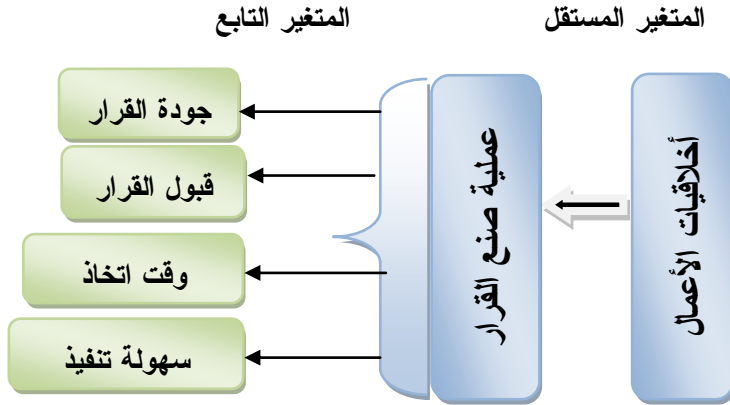 المتغير المستقل
المتغير التابع
أخلاقيات الأعمال
عملية صنع القرار
جودة القرار
قبول القرار
وقت اتخاذ
سهولة تنفيذ